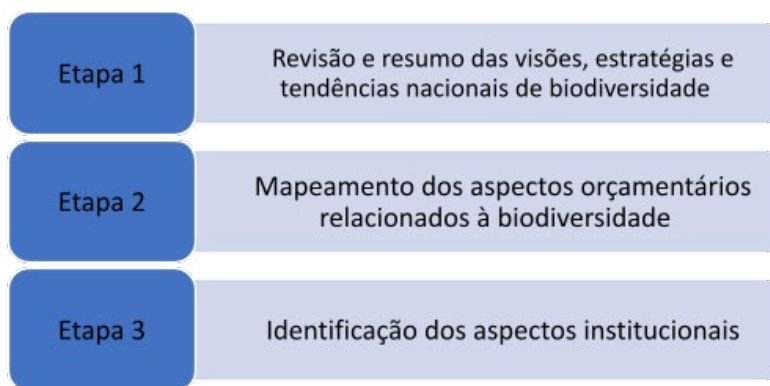 Etapa 1
Revisão e resumo das visões, estratégias e
tendências nacionais de biodiversidade
Etapa 2
Mapeamento dos aspectos orçamentários
relacionados à biodiversidade
Etapa 3
Identificação dos aspectos institucionais